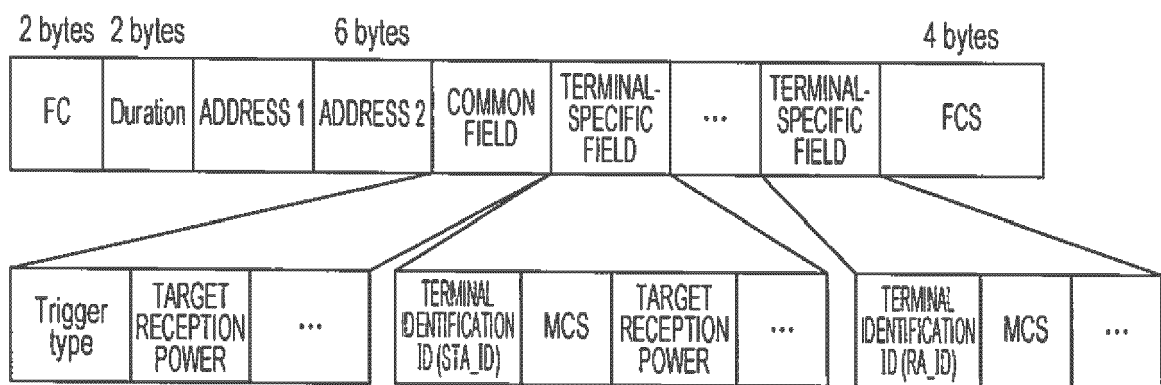 2 bytes 2 bytes 6 bytes 4 bytes
FC Duration ADDRESS 1 ADDRESS 2 COMMON FIELD TERMINAL-SPECIFIC FIELD ... TERMINAL-SPECIFIC FIELD FCS
Trigger type TARGET RECEPTION POWER ... TERMINAL IDENTIFICATION ID (STA_ID) MCS TARGET RECEPTION POWER ... TERMINAL IDENTIFICATION ID (RA_ID) MCS ...